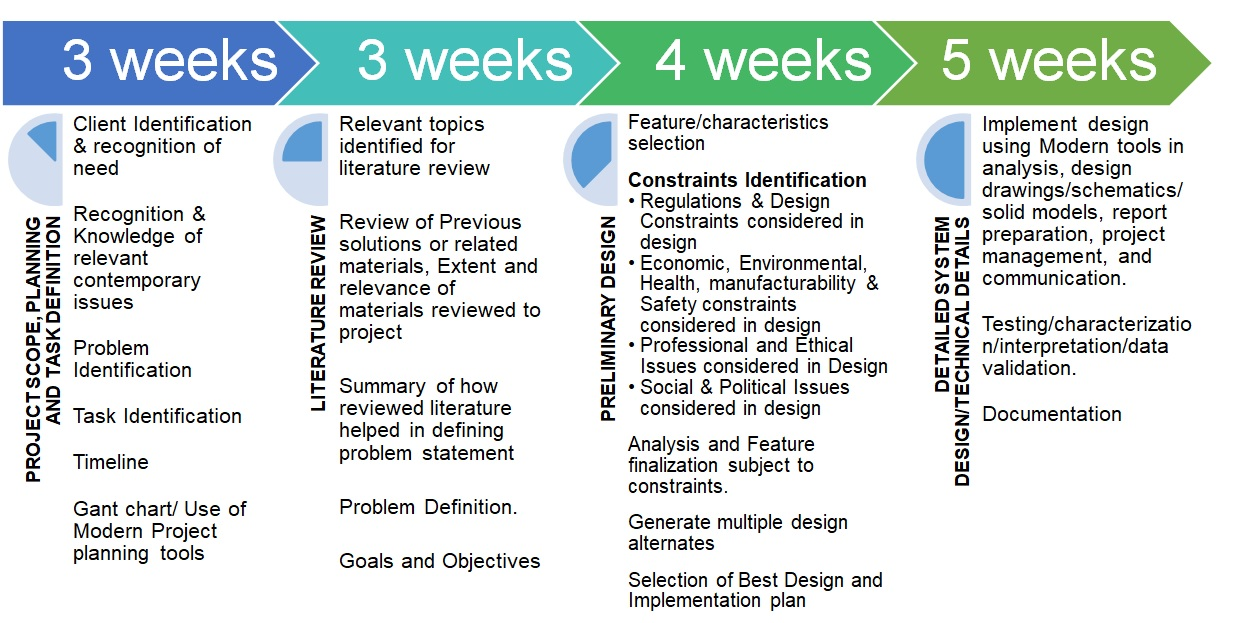 3 weeks
3 weeks
4 weeks
5 weeks
PROJECT SCOPE, PLANNING
AND TASK DEFINITION
Client Identification
& recognition of
need
Recognition &
Knowledge of
relevant
contemporary
issues
Problem
Identification
Task Identification
Timeline
Gant chart/ Use of
Modern Project
planning tools
LITERATURE REVIEW
Relevant topics
identified for
literature review
Review of Previous
solutions or related
materials, Extent and
relevance of
materials reviewed to
project
Summary of how
reviewed literature
helped in defining
problem statement
Problem Definition.
Goals and Objectives
PRELIMINARY DESIGN
Feature/characteristics
selection
Constraints Identification
• Regulations & Design
Constraints considered in
design
• Economic, Environmental,
Health, manufacturability &
Safety constraints
considered in design
• Professional and Ethical
Issues considered in Design
• Social & Political Issues
considered in design
Analysis and Feature
finalization subject to
constraints.
Generate multiple design
alternates
Selection of Best Design and
Implementation plan
DETAILED SYSTEM
DESIGN/TECHNICAL DETAILS
Implement design
using Modern tools in
analysis, design
drawings/schematics/
solid models, report
preparation, project
management, and
communication.
Testing/characterizatio
n/interpretation/data
validation.
Documentation